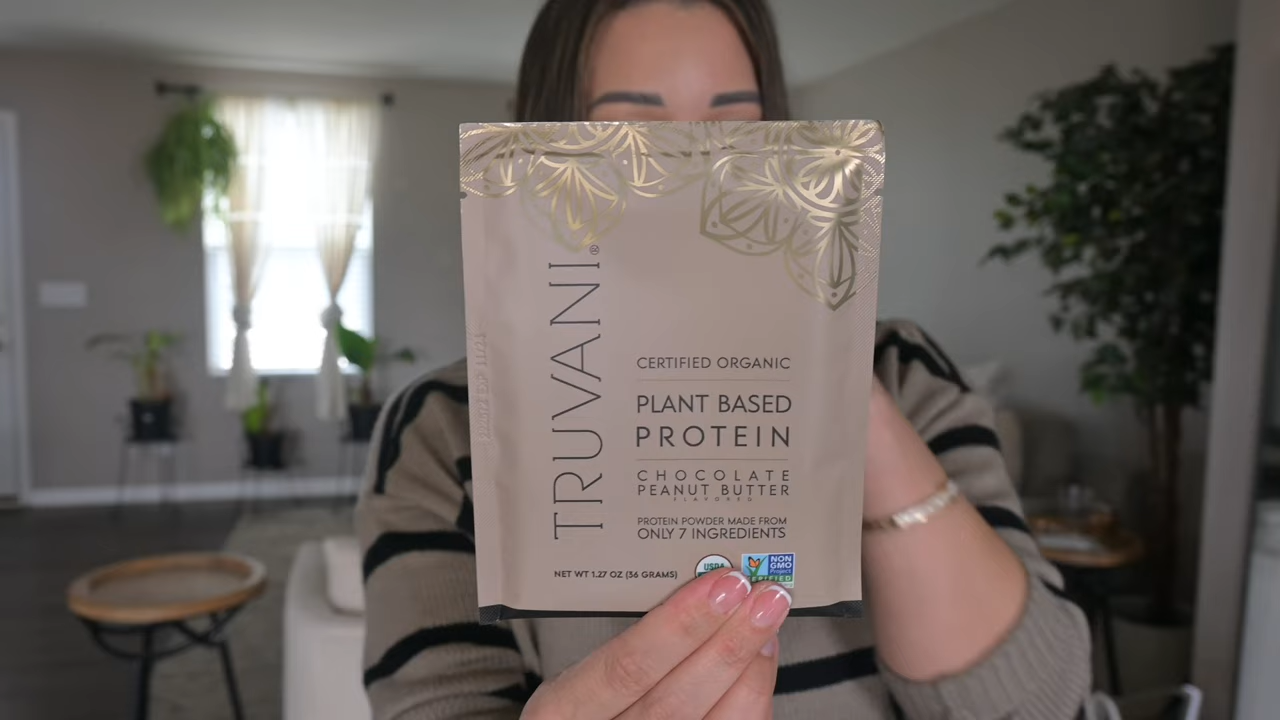 TRUVANI®
CERTIFIED ORGANIC
PLANT BASED
PROTEIN
CHOCOLATE
PEANUT BUTTER
FLAVORED
PROTEIN POWDER MADE FROM
ONLY 7 INGREDIENTS
NET WT 1.27 OZ (36 GRAMS)
USDA
NON
GMO
Project
VERIFIED